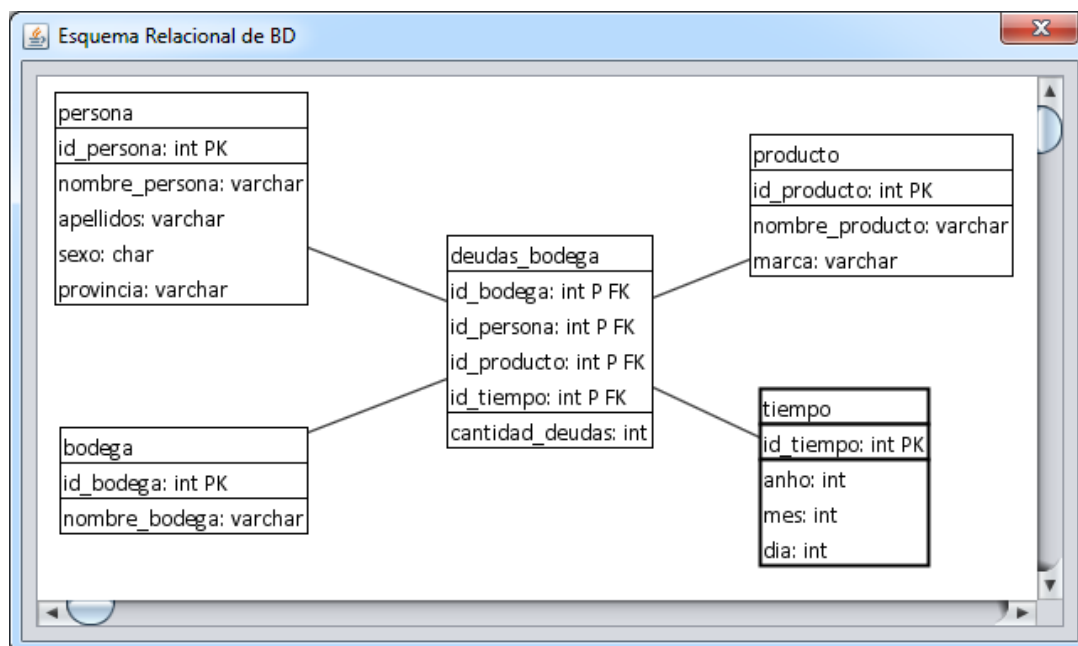 Esquema Relacional de BD
persona
id_persona: int PK
nombre_persona: varchar
apellidos: varchar
sexo: char
provincia: varchar
producto
id_producto: int PK
nombre_producto: varchar
marca: varchar
deudas_bodega
id_bodega: int P FK
id_persona: int P FK
id_producto: int P FK
id_tiempo: int P FK
cantidad_deudas: int
bodega
id_bodega: int PK
nombre_bodega: varchar
tiempo
id_tiempo: int PK
anho: int
mes: int
dia: int